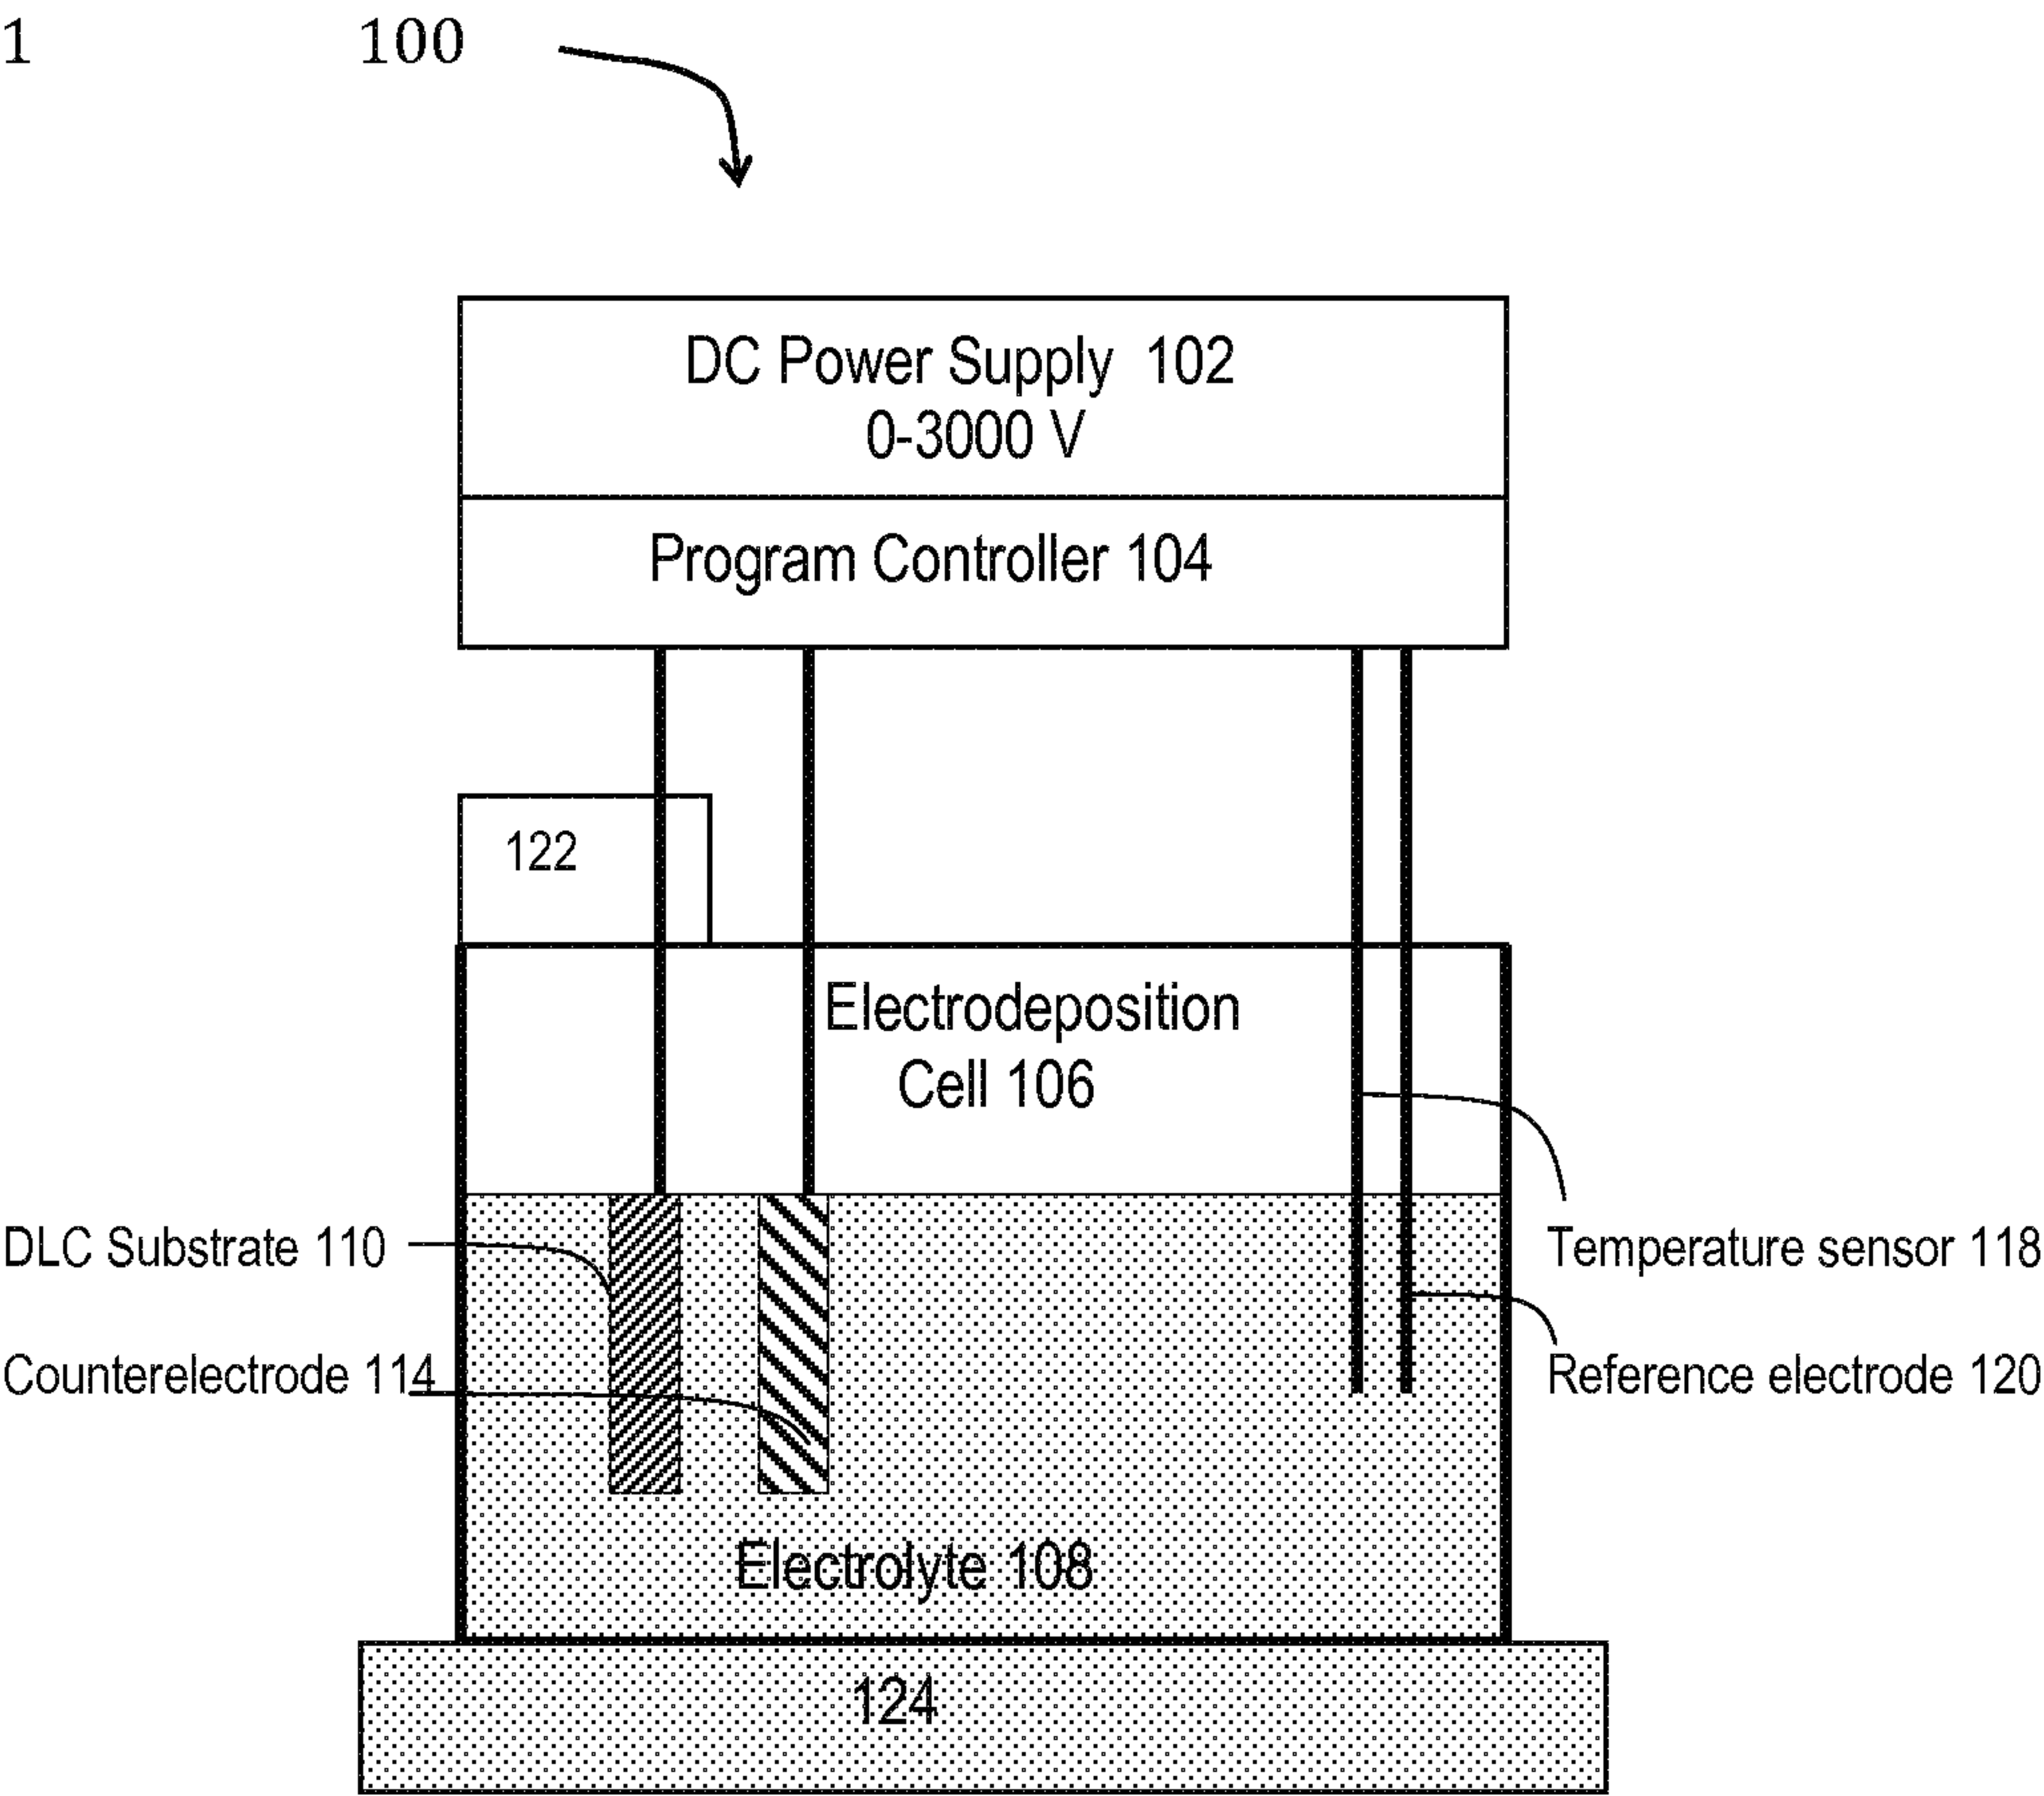 1 100
DC Power Supply 102
0-3000 V
Program Controller 104
122
Electrodeposition
Cell 106
DLC Substrate 110
Temperature sensor 118
Counterelectrode 114
Reference electrode 120
Electrolyte 108
124